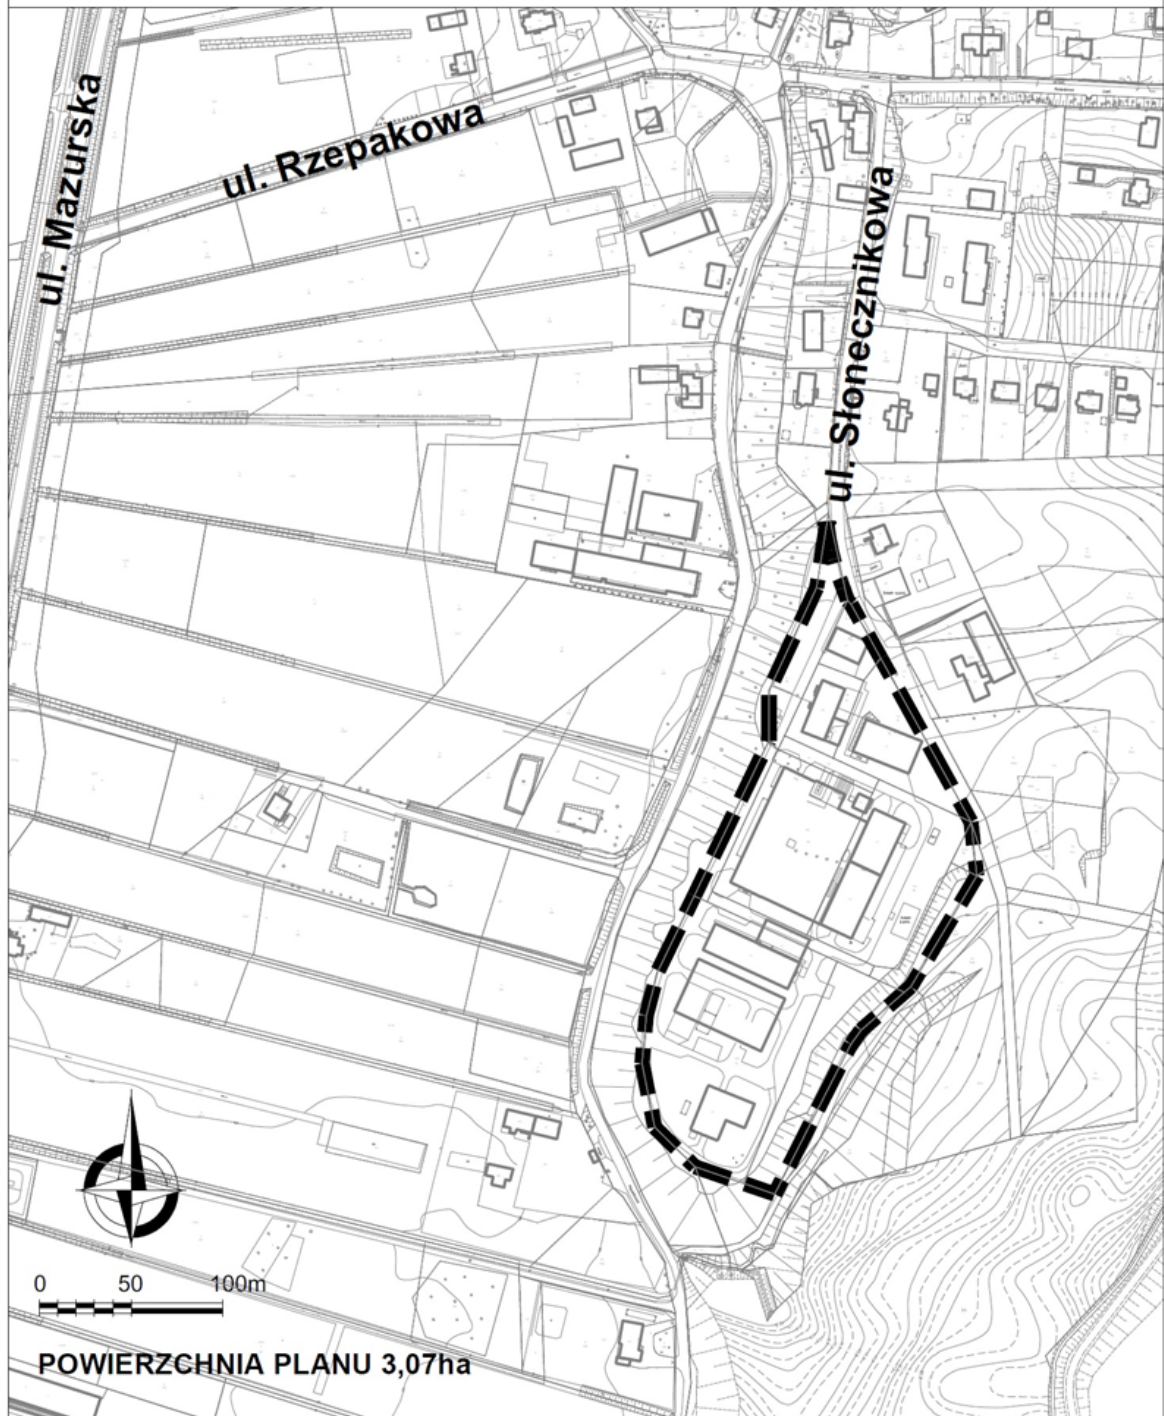 ul. Mazurska
ul. Rzepakowa
ul. Słonecznikowa
0 50 100m
POWIERZCHNIA PLANU 3,07ha